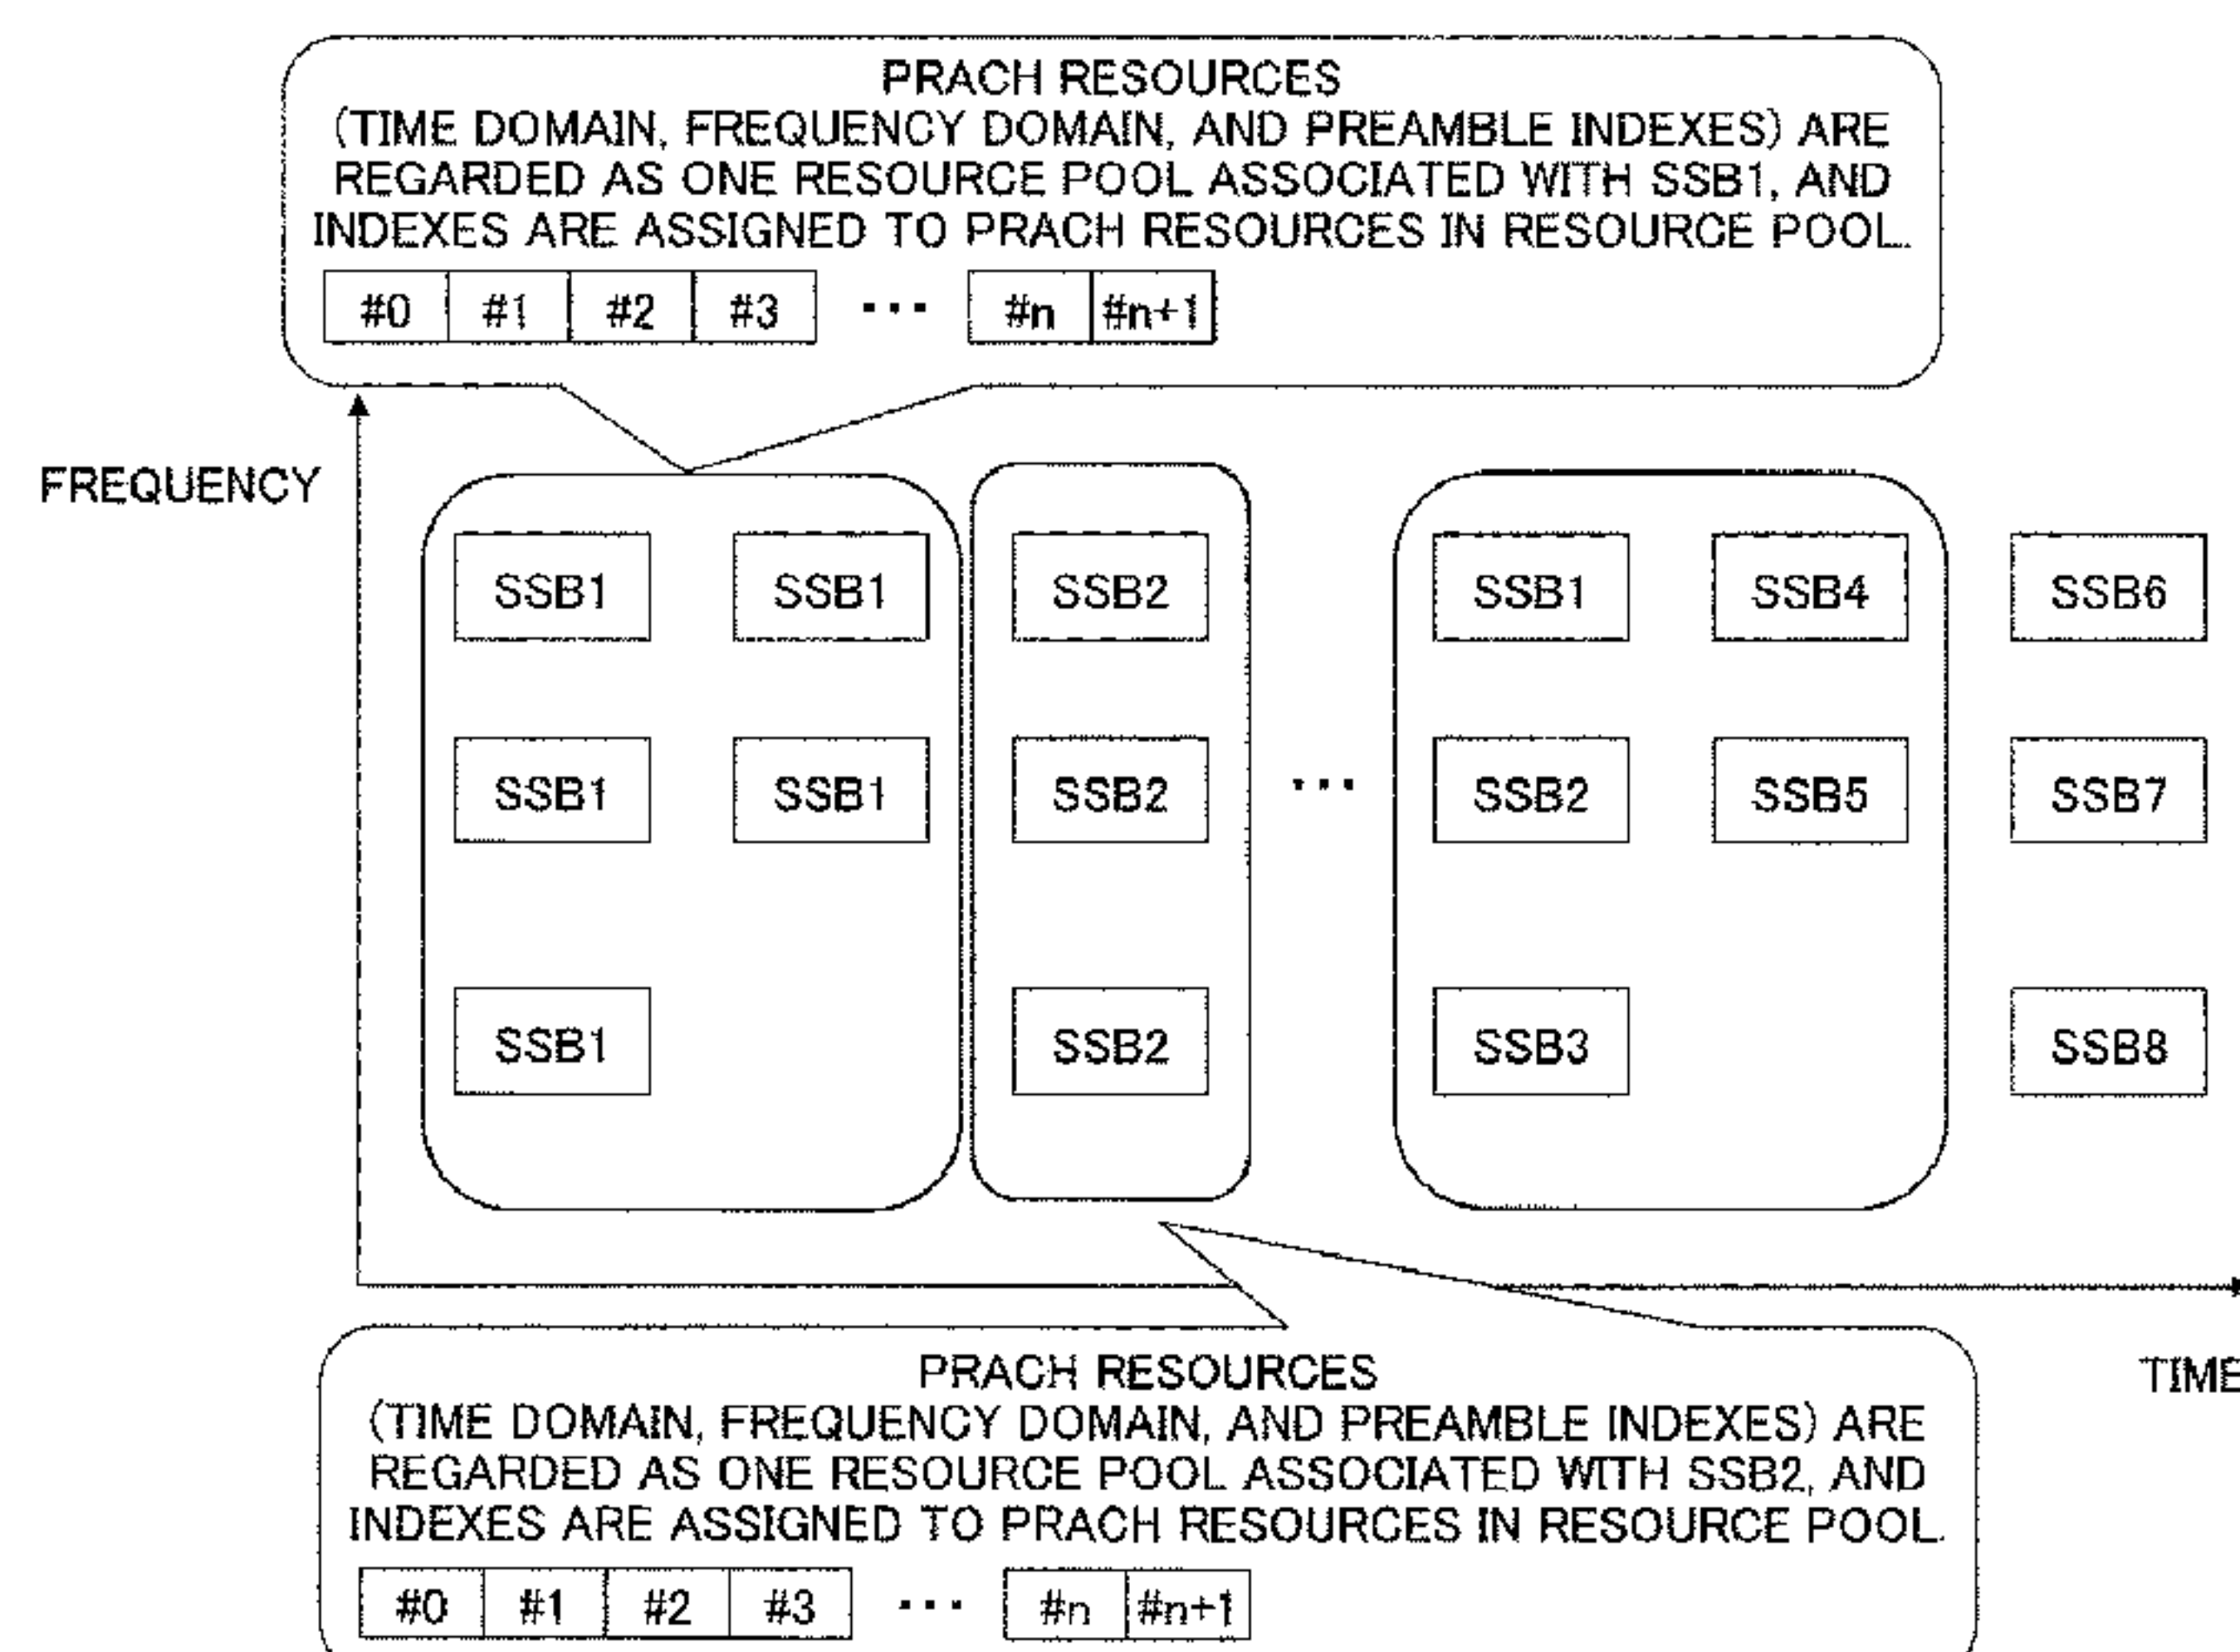 PRACH RESOURCES
(TIME DOMAIN, FREQUENCY DOMAIN, AND PREAMBLE INDEXES) ARE
REGARDED AS ONE RESOURCE POOL ASSOCIATED WITH SSB1, AND
INDEXES ARE ASSIGNED TO PRACH RESOURCES IN RESOURCE POOL.
#0 #1 #2 #3 ... #n #n+1
FREQUENCY
SSB1 SSB1 SSB2 SSB1 SSB4 SSB6
SSB1 SSB1 SSB2 ... SSB2 SSB5 SSB7
SSB1 SSB2 SSB3 SSB8
TIME
PRACH RESOURCES
(TIME DOMAIN, FREQUENCY DOMAIN, AND PREAMBLE INDEXES) ARE
REGARDED AS ONE RESOURCE POOL ASSOCIATED WITH SSB2, AND
INDEXES ARE ASSIGNED TO PRACH RESOURCES IN RESOURCE POOL.
#0 #1 #2 #3 ... #n #n+1